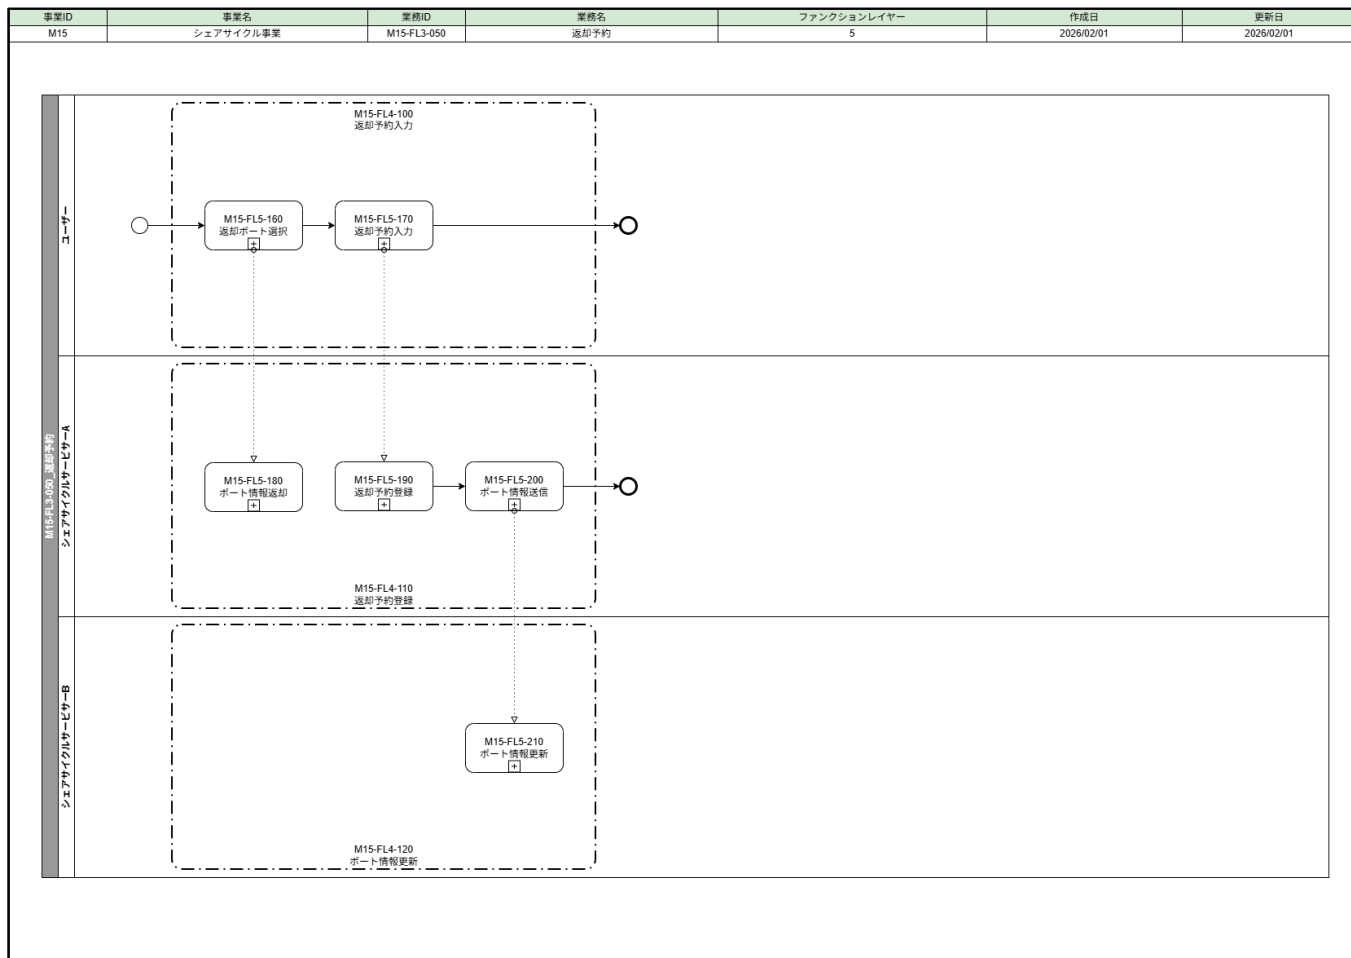 事業ID
事業名
業務ID
業務名
ファンクションレイヤー
作成日
更新日
M15
シェアサイクル事業
M15-FL3-050
返却予約
5
2026/02/01
2026/02/01
M15-FL3-050_返却予約
ユーザー
M15-FL4-100
返却予約入力
M15-FL5-160
返却ポート選択
M15-FL5-170
返却予約入力
シェアサイクルサービサーA
M15-FL5-180
ポート情報返却
M15-FL5-190
返却予約登録
M15-FL5-200
ポート情報送信
M15-FL4-110
返却予約登録
シェアサイクルサービサーB
M15-FL5-210
ポート情報更新
M15-FL4-120
ポート情報更新